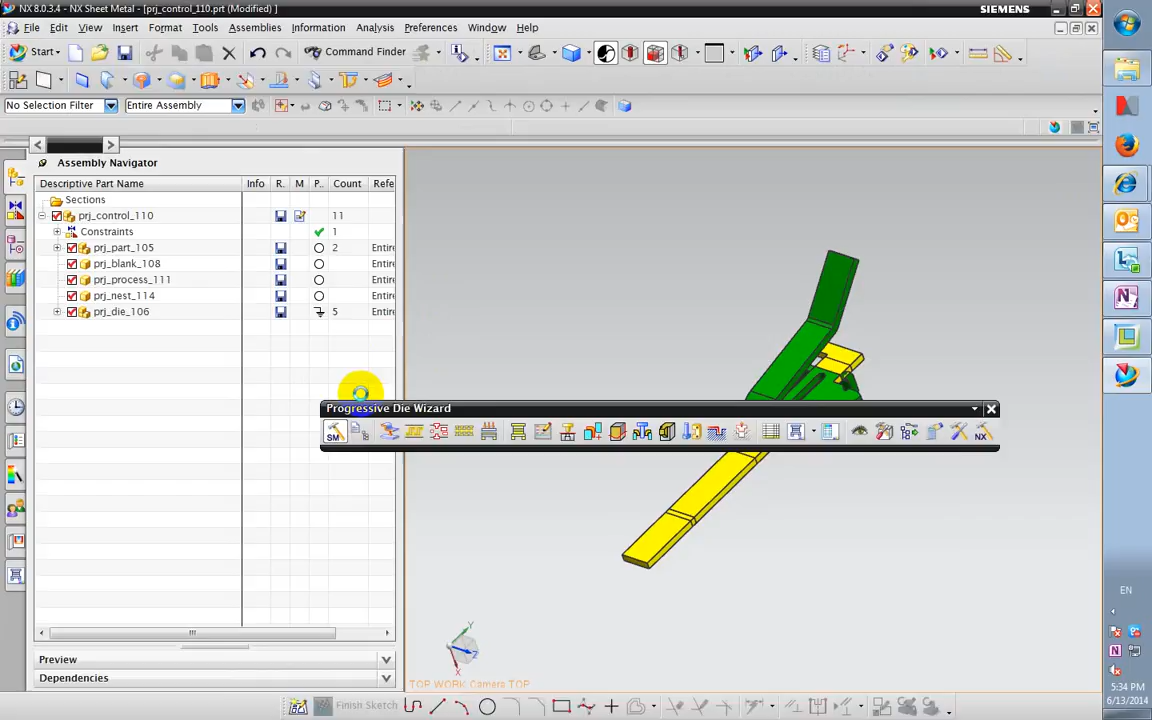 NX 8.0.3.4 - NX Sheet Metal - [prj_control_110.prt (Modified) ]
SIEMENS
File Edit View Insert Format Tools Assemblies Information Analysis Preferences Window Help
Start
Command Finder
No Selection Filter
Entire Assembly
Assembly Navigator
Descriptive Part Name Info R. M P.. Count Refe
Sections
prj_control_110 11
Constraints 1
prj_part_105 2 Entire
prj_blank_108 Entire
prj_process_111 Entire
prj_nest_114 Entire
prj_die_106 5 Entire
Progressive Die Wizard
SM
NX
Preview
Dependencies
Y
Z
X
TOP WORK Camera TOP
Finish Sketch
EN
5:34 PM
6/13/2014